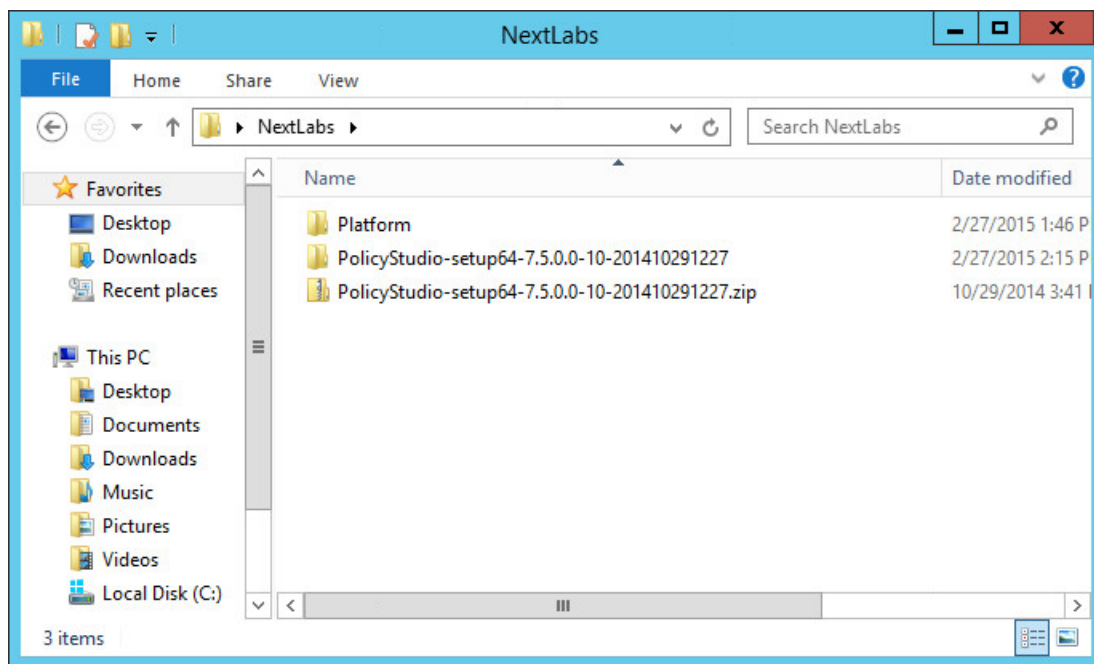 NextLabs
File Home Share View
NextLabs
Search NextLabs
Favorites
Desktop
Downloads
Recent places
This PC
Desktop
Documents
Downloads
Music
Pictures
Videos
Local Disk (C:)
Name Date modified
Platform 2/27/2015 1:46 P
PolicyStudio-setup64-7.5.0.0-10-201410291227 2/27/2015 2:15 P
PolicyStudio-setup64-7.5.0.0-10-201410291227.zip 10/29/2014 3:41
3 items